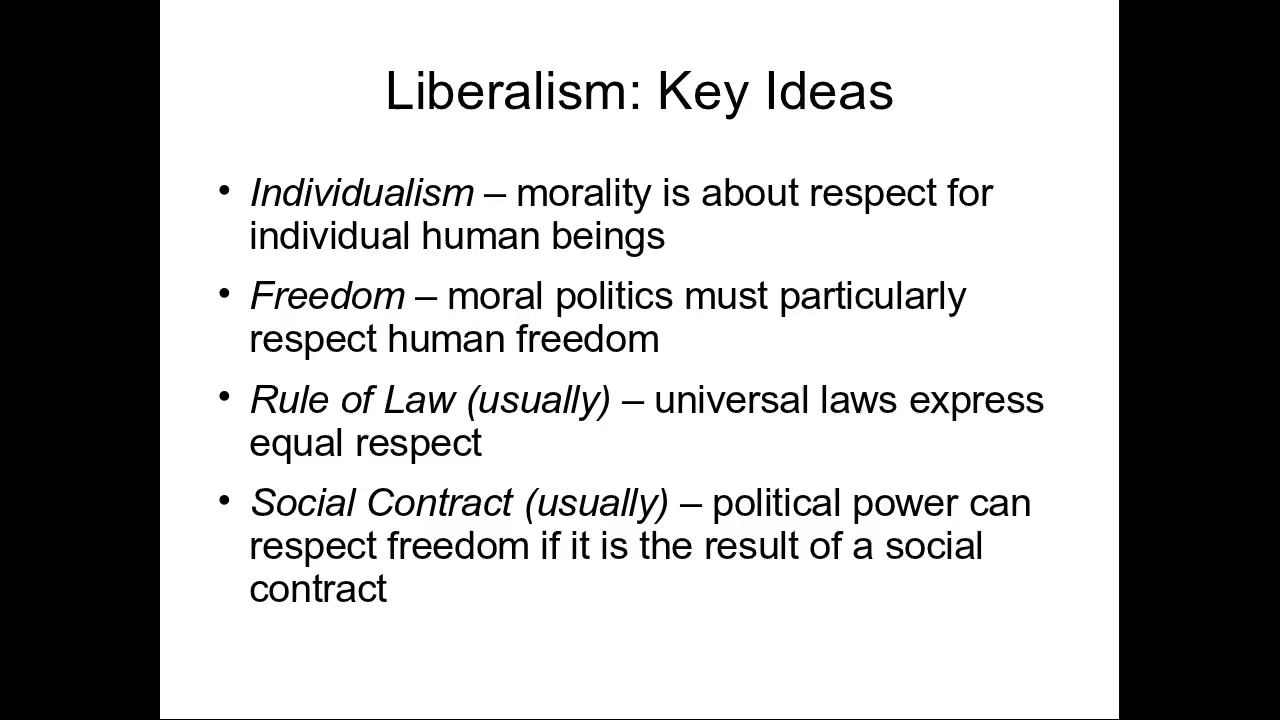 Liberalism: Key Ideas
• Individualism – morality is about respect for
individual human beings
• Freedom – moral politics must particularly
respect human freedom
• Rule of Law (usually) – universal laws express
equal respect
• Social Contract (usually) – political power can
respect freedom if it is the result of a social
contract